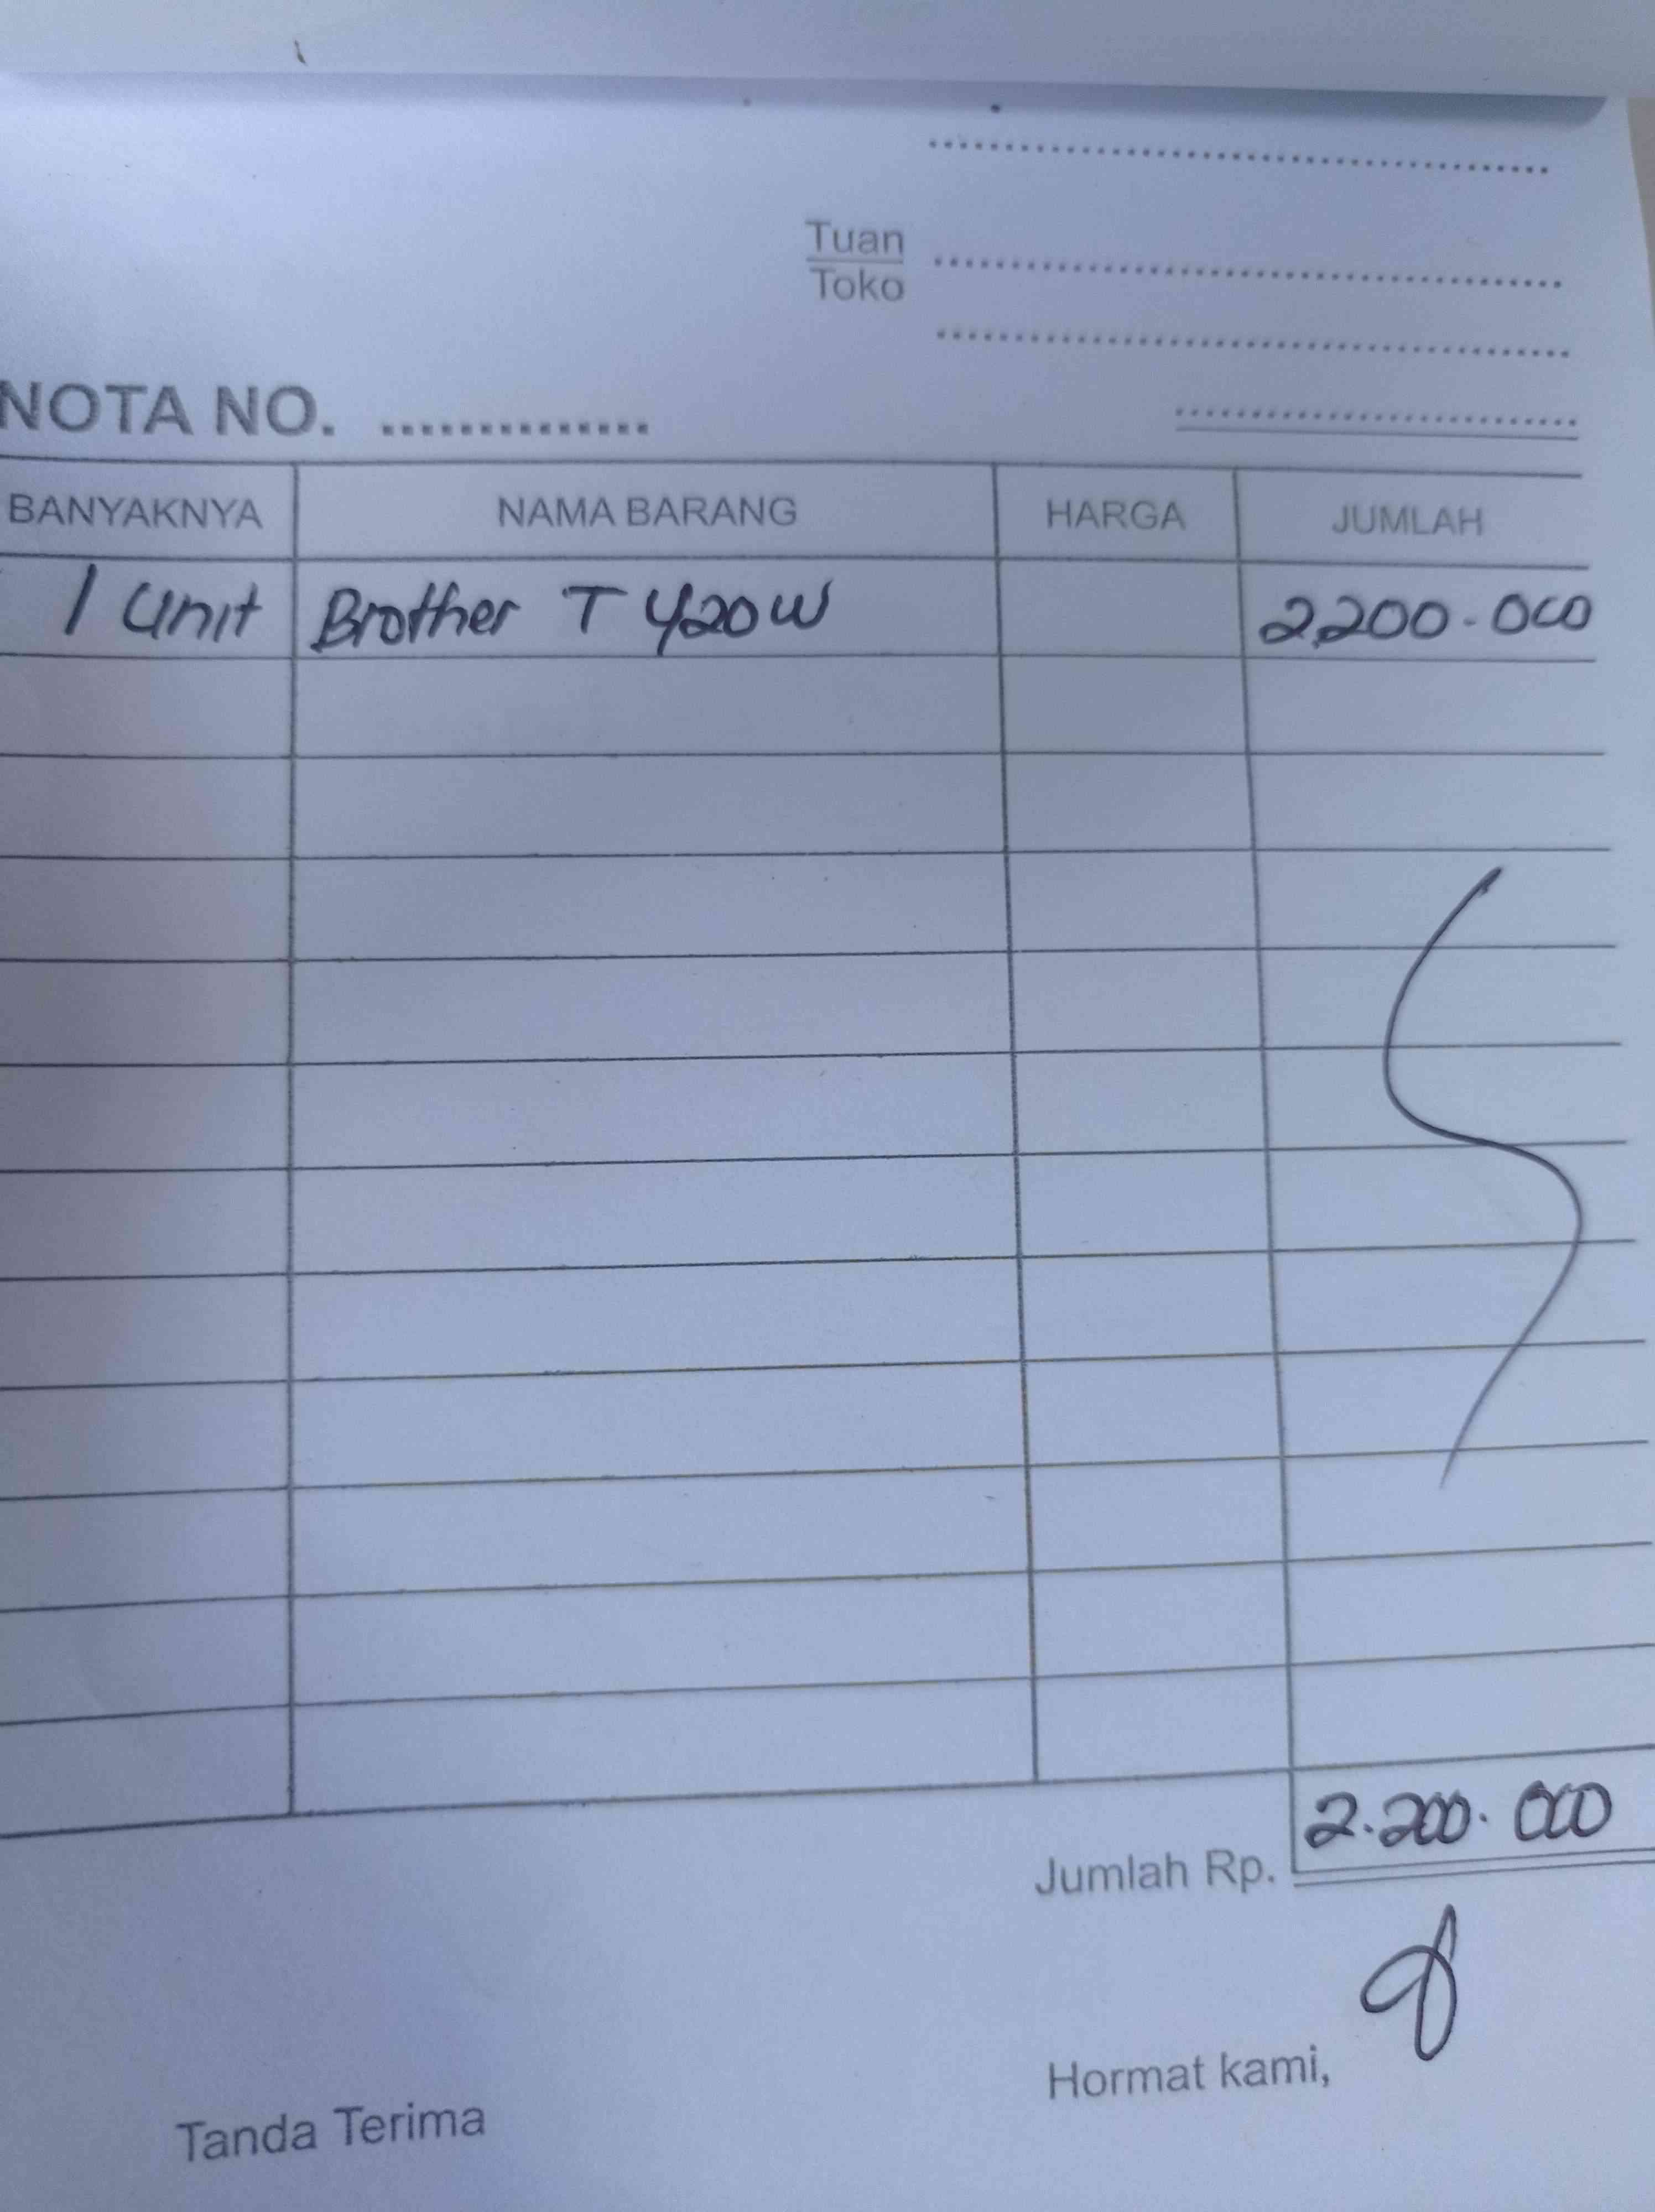 Tuan
Toko
NOTA NO. ..............
BANYAKNYA NAMA BARANG HARGA JUMLAH
1 Unit Brother T420W 2.200.000
Jumlah Rp. 2.200.000
Hormat kami,
Tanda Terima